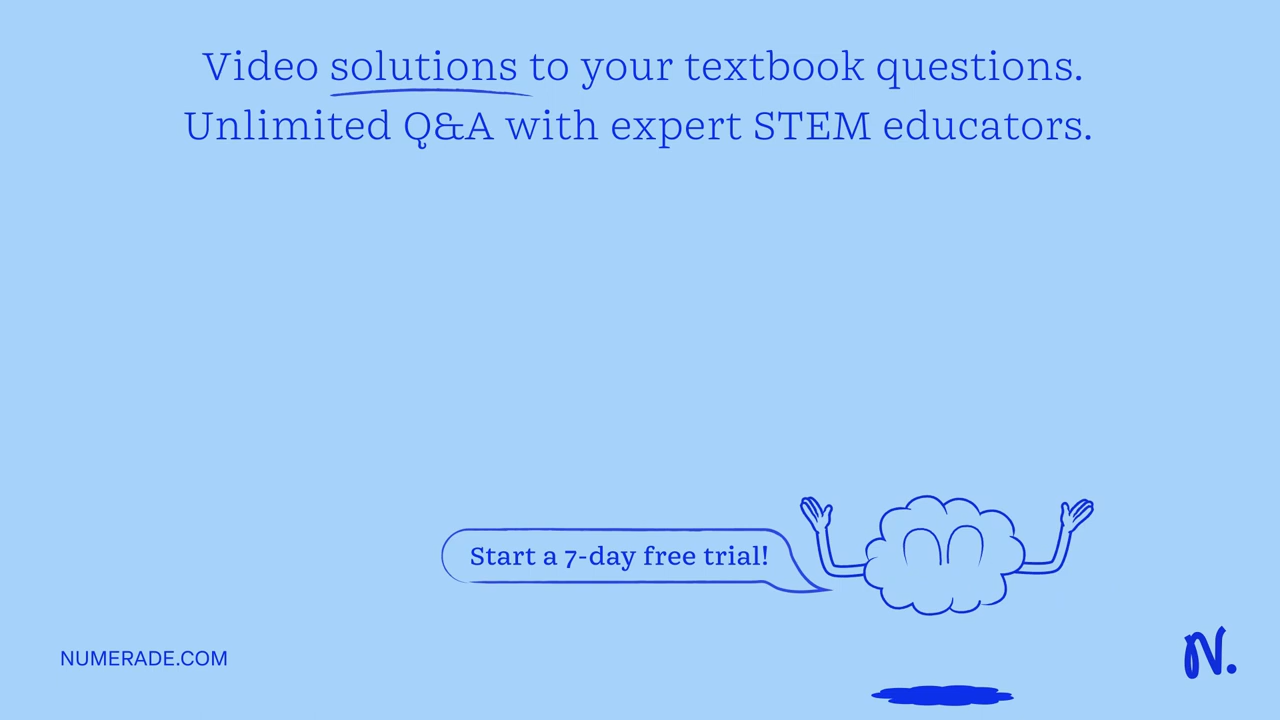 Video solutions to your textbook questions.
Unlimited Q&A with expert STEM educators.
Start a 7-day free trial!
NUMERADE.COM
N.